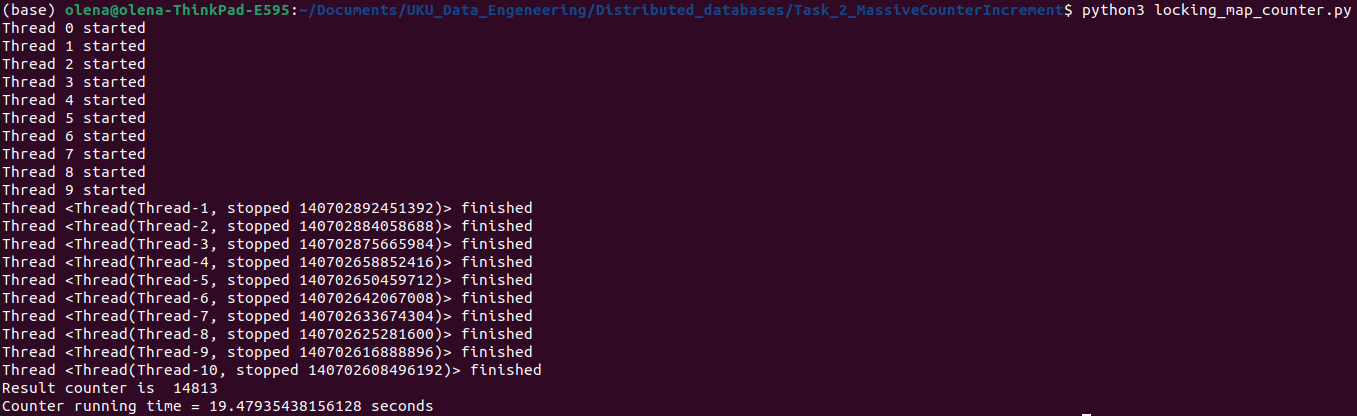 (base) olena@olena-ThinkPad-E595:~/Documents/UKU_Data_Engeneering/Distributed_databases/Task_2_MassiveCounterIncrement$ python3 locking_map_counter.py
Thread 0 started
Thread 1 started
Thread 2 started
Thread 3 started
Thread 4 started
Thread 5 started
Thread 6 started
Thread 7 started
Thread 8 started
Thread 9 started
Thread <Thread(Thread-1, stopped 140702892451392)> finished
Thread <Thread(Thread-2, stopped 140702884058688)> finished
Thread <Thread(Thread-3, stopped 140702875665984)> finished
Thread <Thread(Thread-4, stopped 140702658852416)> finished
Thread <Thread(Thread-5, stopped 140702650459712)> finished
Thread <Thread(Thread-6, stopped 140702642067008)> finished
Thread <Thread(Thread-7, stopped 140702633674304)> finished
Thread <Thread(Thread-8, stopped 140702625281600)> finished
Thread <Thread(Thread-9, stopped 140702616888896)> finished
Thread <Thread(Thread-10, stopped 140702608496192)> finished
Result counter is  14813
Counter running time = 19.47935438156128 seconds